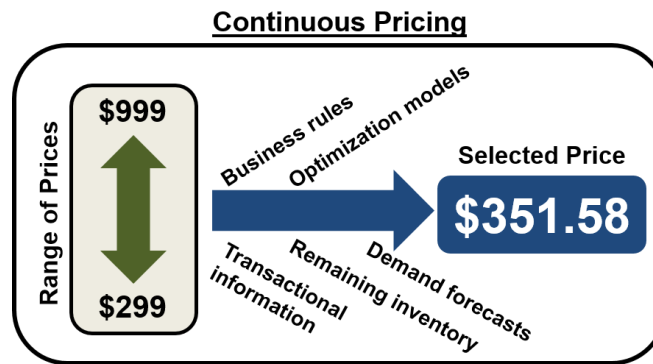 Continuous Pricing
Range of Prices
$999
$299
Business rules
Optimization models
Transactional
information
Remaining inventory
Demand forecasts
Selected Price
$351.58